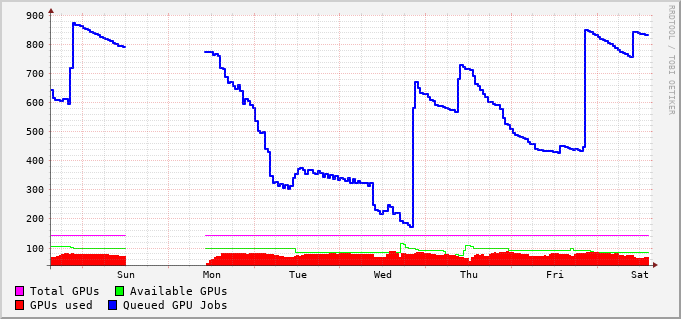 900
800
700
600
500
400
300
200
100
Sun Mon Tue Wed Thu Fri Sat
Total GPUs Available GPUs
GPUs used Queued GPU Jobs
RRDTOOL / TOBI OETIKER